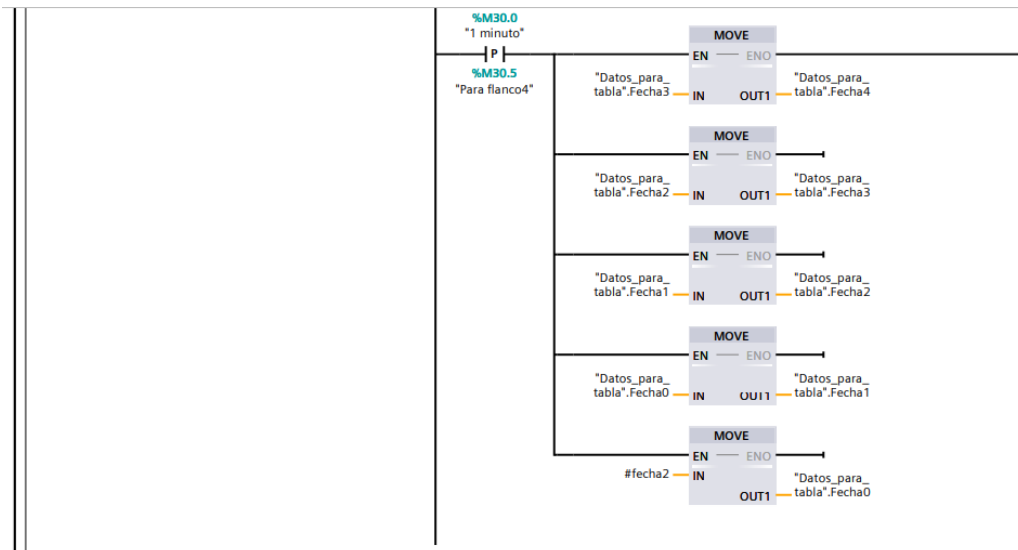 %M30.0
"1 minuto"
P
%M30.5
"Para flanco4"
MOVE
EN ENO
"Datos_para_
tabla".Fecha3
IN OUT1
"Datos_para_
tabla".Fecha4
MOVE
EN ENO
"Datos_para_
tabla".Fecha2
IN OUT1
"Datos_para_
tabla".Fecha3
MOVE
EN ENO
"Datos_para_
tabla".Fecha1
IN OUT1
"Datos_para_
tabla".Fecha2
MOVE
EN ENO
"Datos_para_
tabla".Fecha0
IN OUT1
"Datos_para_
tabla".Fecha1
MOVE
EN ENO
#fecha2 IN
OUT1
"Datos_para_
tabla".Fecha0